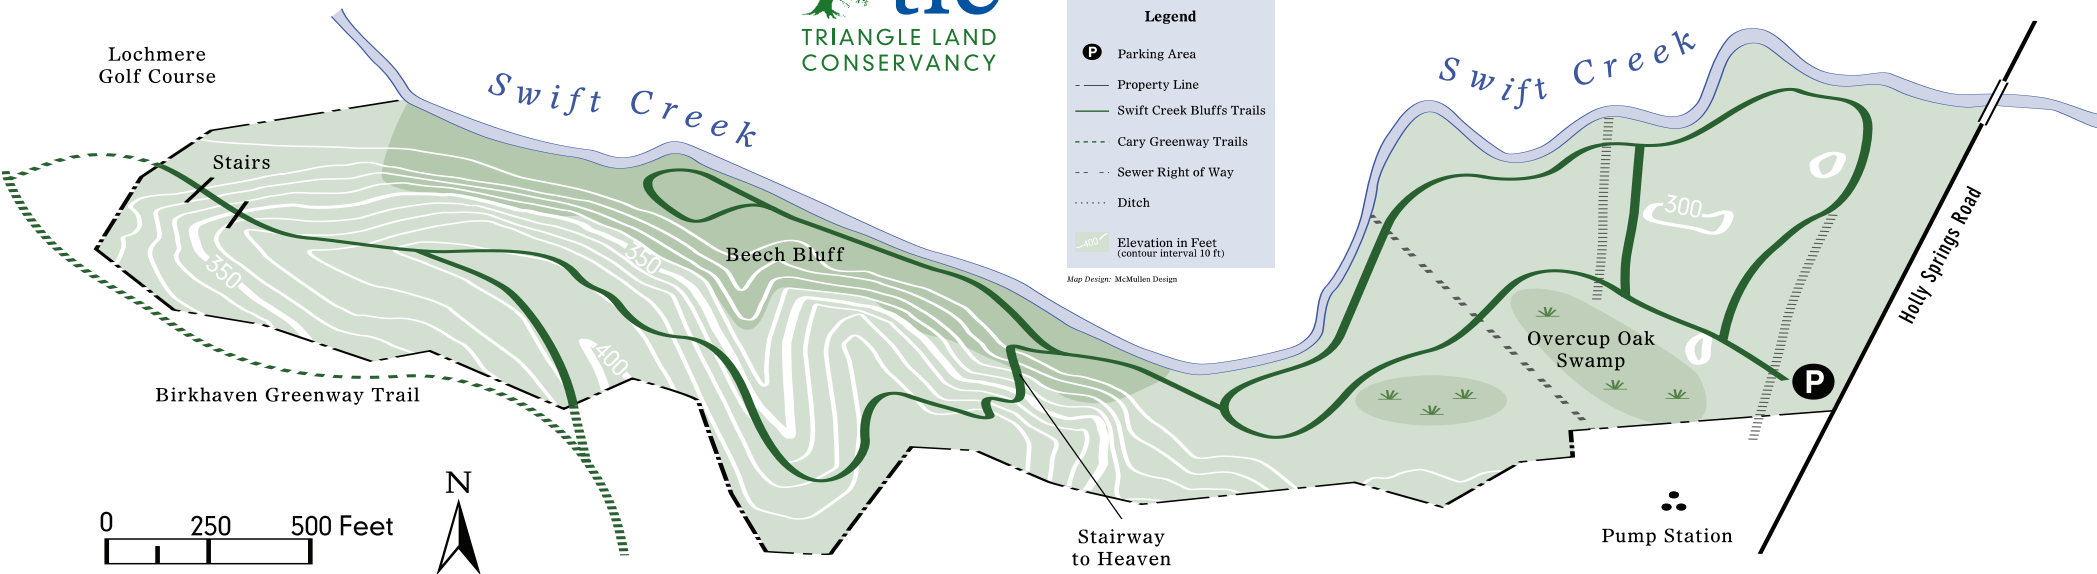 tlc
TRIANGLE LAND
CONSERVANCY
Legend
P
Parking Area
Property Line
Swift Creek Bluffs Trails
Cary Greenway Trails
Sewer Right of Way
Ditch
400
Elevation in Feet
(contour interval 10 ft)
Map Design: McMullen Design
Lochmere
Golf Course
Swift Creek
Swift Creek
Stairs
Beech Bluff
350
350
400
300
Holly Springs Road
Overcup Oak
Swamp
P
Birkhaven Greenway Trail
N
0 250 500 Feet
Stairway
to Heaven
Pump Station